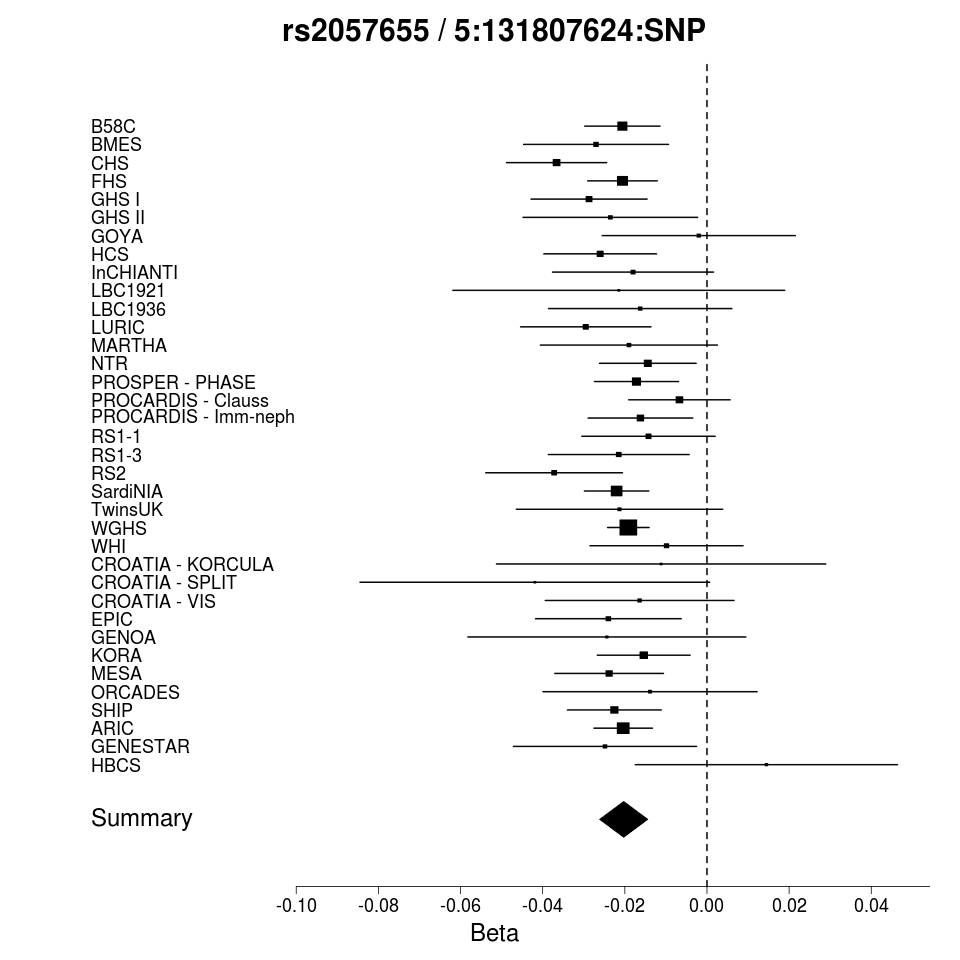 rs2057655 / 5:131807624:SNP
B58C
BMES
CHS
FHS
GHS I
GHS II
GOYA
HCS
InCHIANTI
LBC1921
LBC1936
LURIC
MARTHA
NTR
PROSPER - PHASE
PROCARDIS - Clauss
PROCARDIS - Imm-neph
RS1-1
RS1-3
RS2
SardiNIA
TwinsUK
WGHS
WHI
CROATIA - KORCULA
CROATIA - SPLIT
CROATIA - VIS
EPIC
GENOA
KORA
MESA
ORCADES
SHIP
ARIC
GENESTAR
HBCS
Summary
-0.10 -0.08 -0.06 -0.04 -0.02 0.00 0.02 0.04
Beta